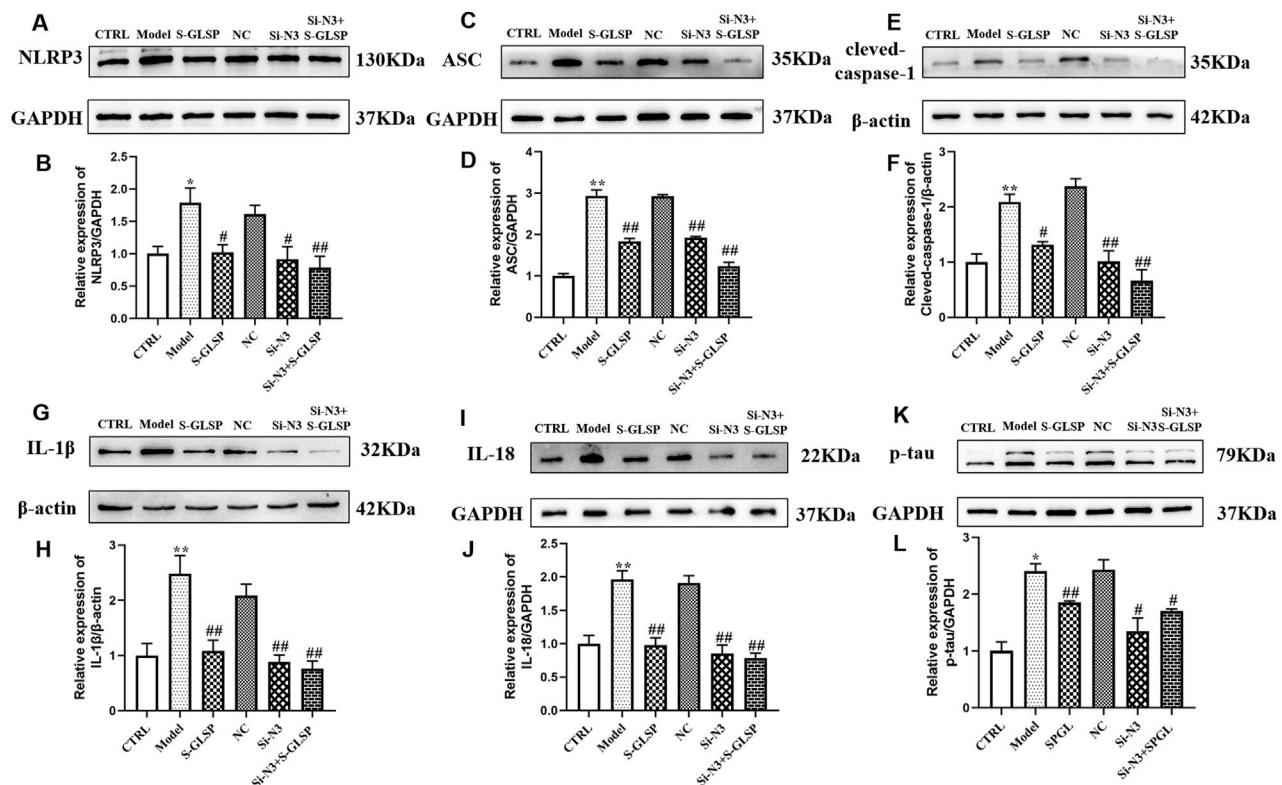 A
CTRL Model S-GLSP NC Si-N3 Si-N3+
S-GLSP
NLRP3 130KDa
GAPDH 37KDa
B
Relative expression of
NLRP3/GAPDH
2.5
2.0
1.5
1.0
0.5
0.0
CTRL Model S-GLSP NC Si-N3 Si-N3+S-GLSP
* # # ##
C
CTRL Model S-GLSP NC Si-N3 Si-N3+
S-GLSP
ASC 35KDa
GAPDH 37KDa
D
Relative expression of
ASC/GAPDH
4
3
2
1
0
CTRL Model S-GLSP NC Si-N3 Si-N3+S-GLSP
** ## ## ##
E
CTRL Model S-GLSP NC Si-N3 Si-N3+
S-GLSP
cleved-
caspase-1 35KDa
β-actin 42KDa
F
Relative expression of
Cleved-caspase-1/β-actin
3
2
1
0
CTRL Model S-GLSP NC Si-N3 Si-N3+S-GLSP
** # ## ##
G
CTRL Model S-GLSP NC Si-N3 Si-N3+
S-GLSP
IL-1β 32KDa
β-actin 42KDa
H
Relative expression of
IL-1β/β-actin
3
2
1
0
CTRL Model S-GLSP NC Si-N3 Si-N3+S-GLSP
** ## ## ##
I
CTRL Model S-GLSP NC Si-N3 Si-N3+
S-GLSP
IL-18 22KDa
GAPDH 37KDa
J
Relative expression of
IL-18/GAPDH
2.5
2.0
1.5
1.0
0.5
0.0
CTRL Model S-GLSP NC Si-N3 Si-N3+S-GLSP
** ## ## ##
K
CTRL Model S-GLSP NC Si-N3 Si-N3+
S-GLSP
p-tau 79KDa
GAPDH 37KDa
L
Relative expression of
p-tau/GAPDH
3
2
1
0
CTRL Model SPGL NC Si-N3 Si-N3+SPGL
* ## # #